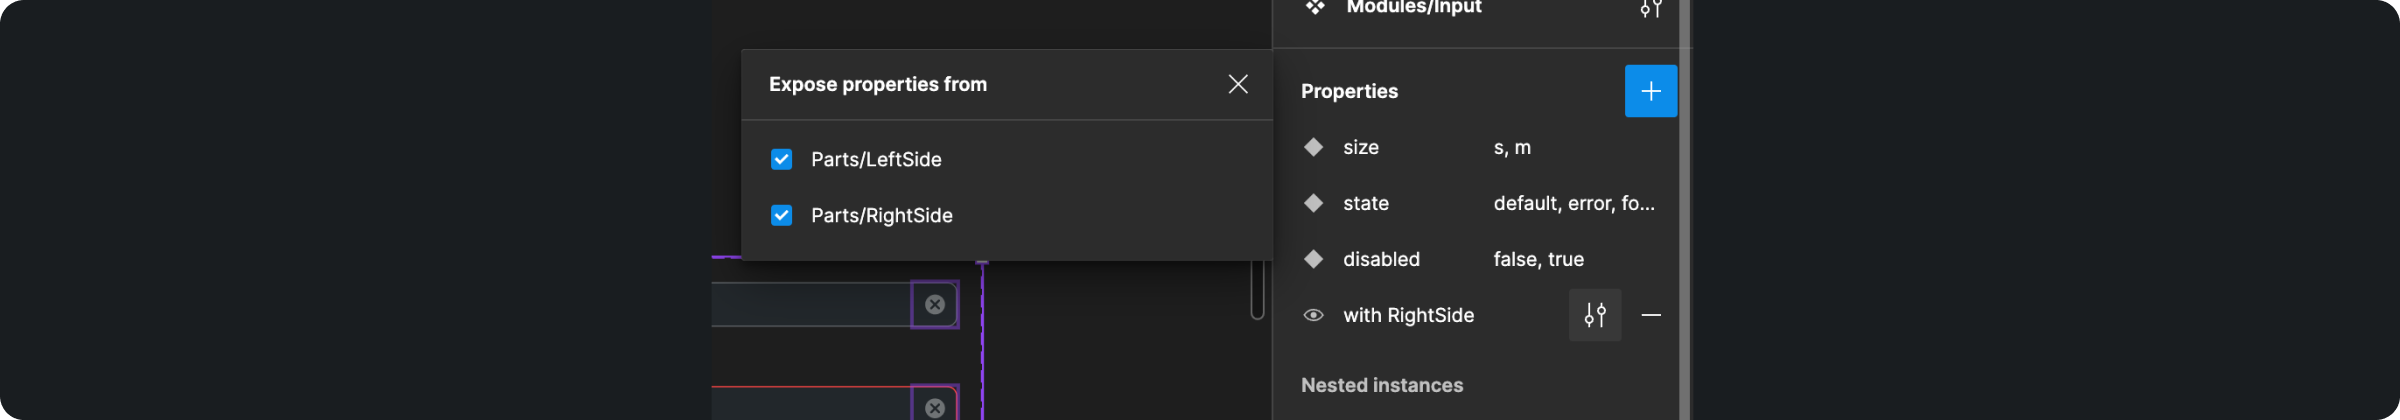 Modules/Input
Expose properties from
Parts/LeftSide
Parts/RightSide
Properties
size s, m
state default, error, fo...
disabled false, true
with RightSide
Nested instances